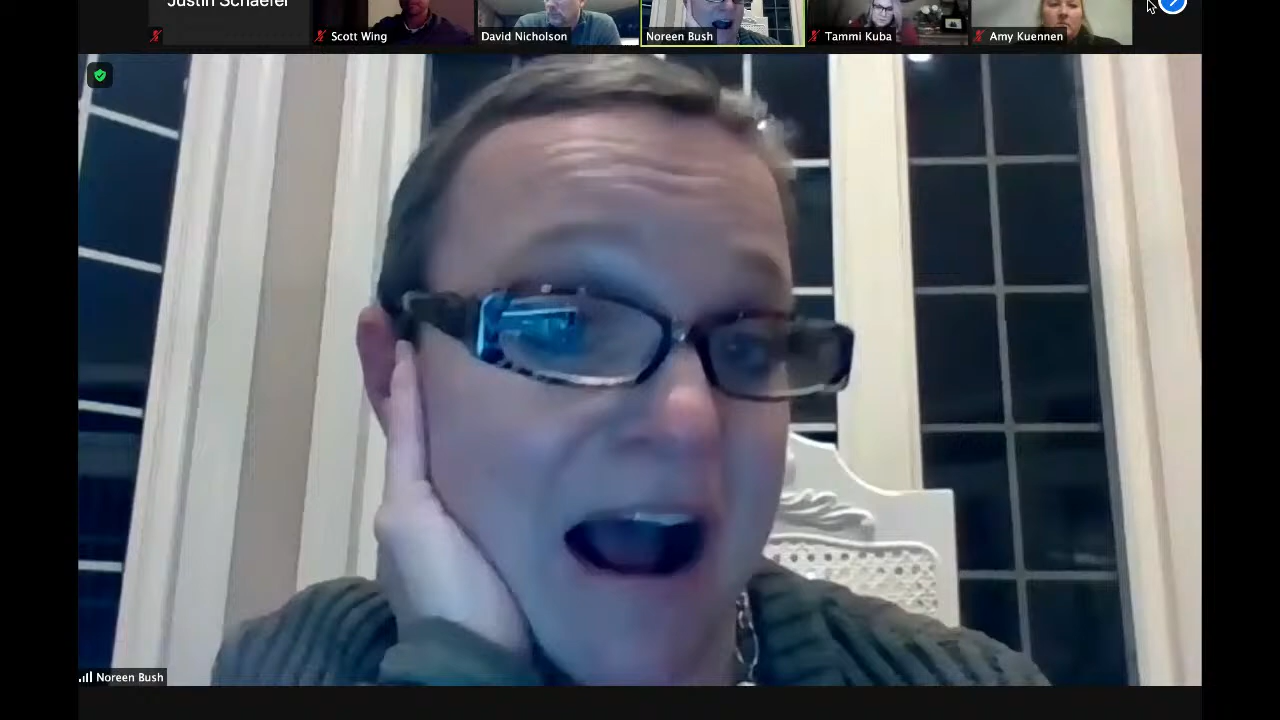 Justin Schaefer
Scott Wing
David Nicholson
Noreen Bush
Tammi Kuba
Amy Kuennen
Noreen Bush